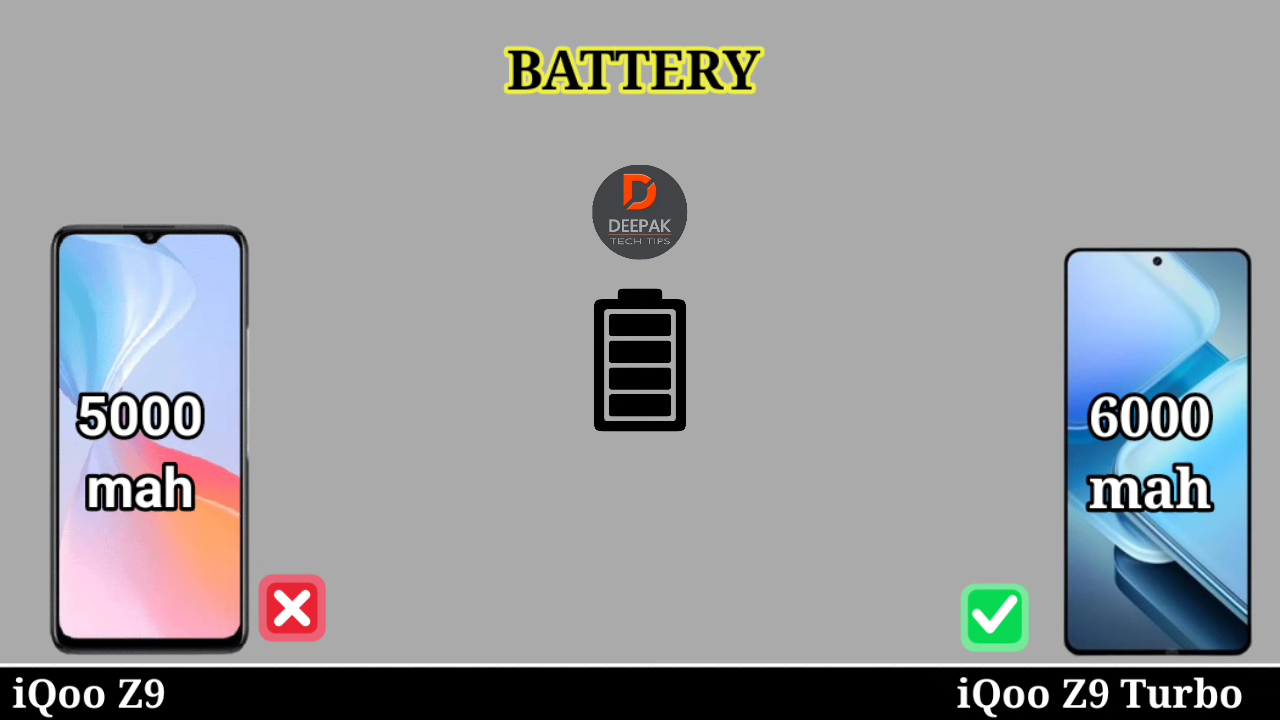 BATTERY
D
DEEPAK
TECH TIPS
5000
mah
6000
mah
iQoo Z9
iQoo Z9 Turbo